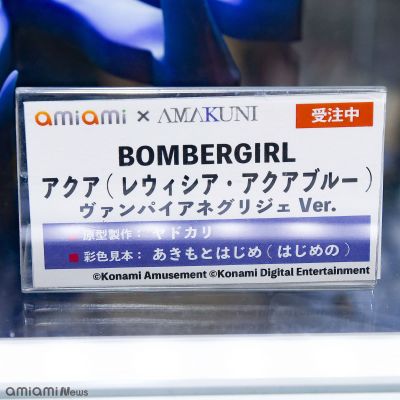 amiami × AMAKUNI 受注中
BOMBERGIRL
アクア(レウィシア・アクアブルー)
ヴァンパイアネグリジェ Ver.
■ 原型製作：ヤドカリ
■ 彩色見本：あきもとはじめ(はじめの)
©Konami Amusement ©Konami Digital Entertainment
amiami News